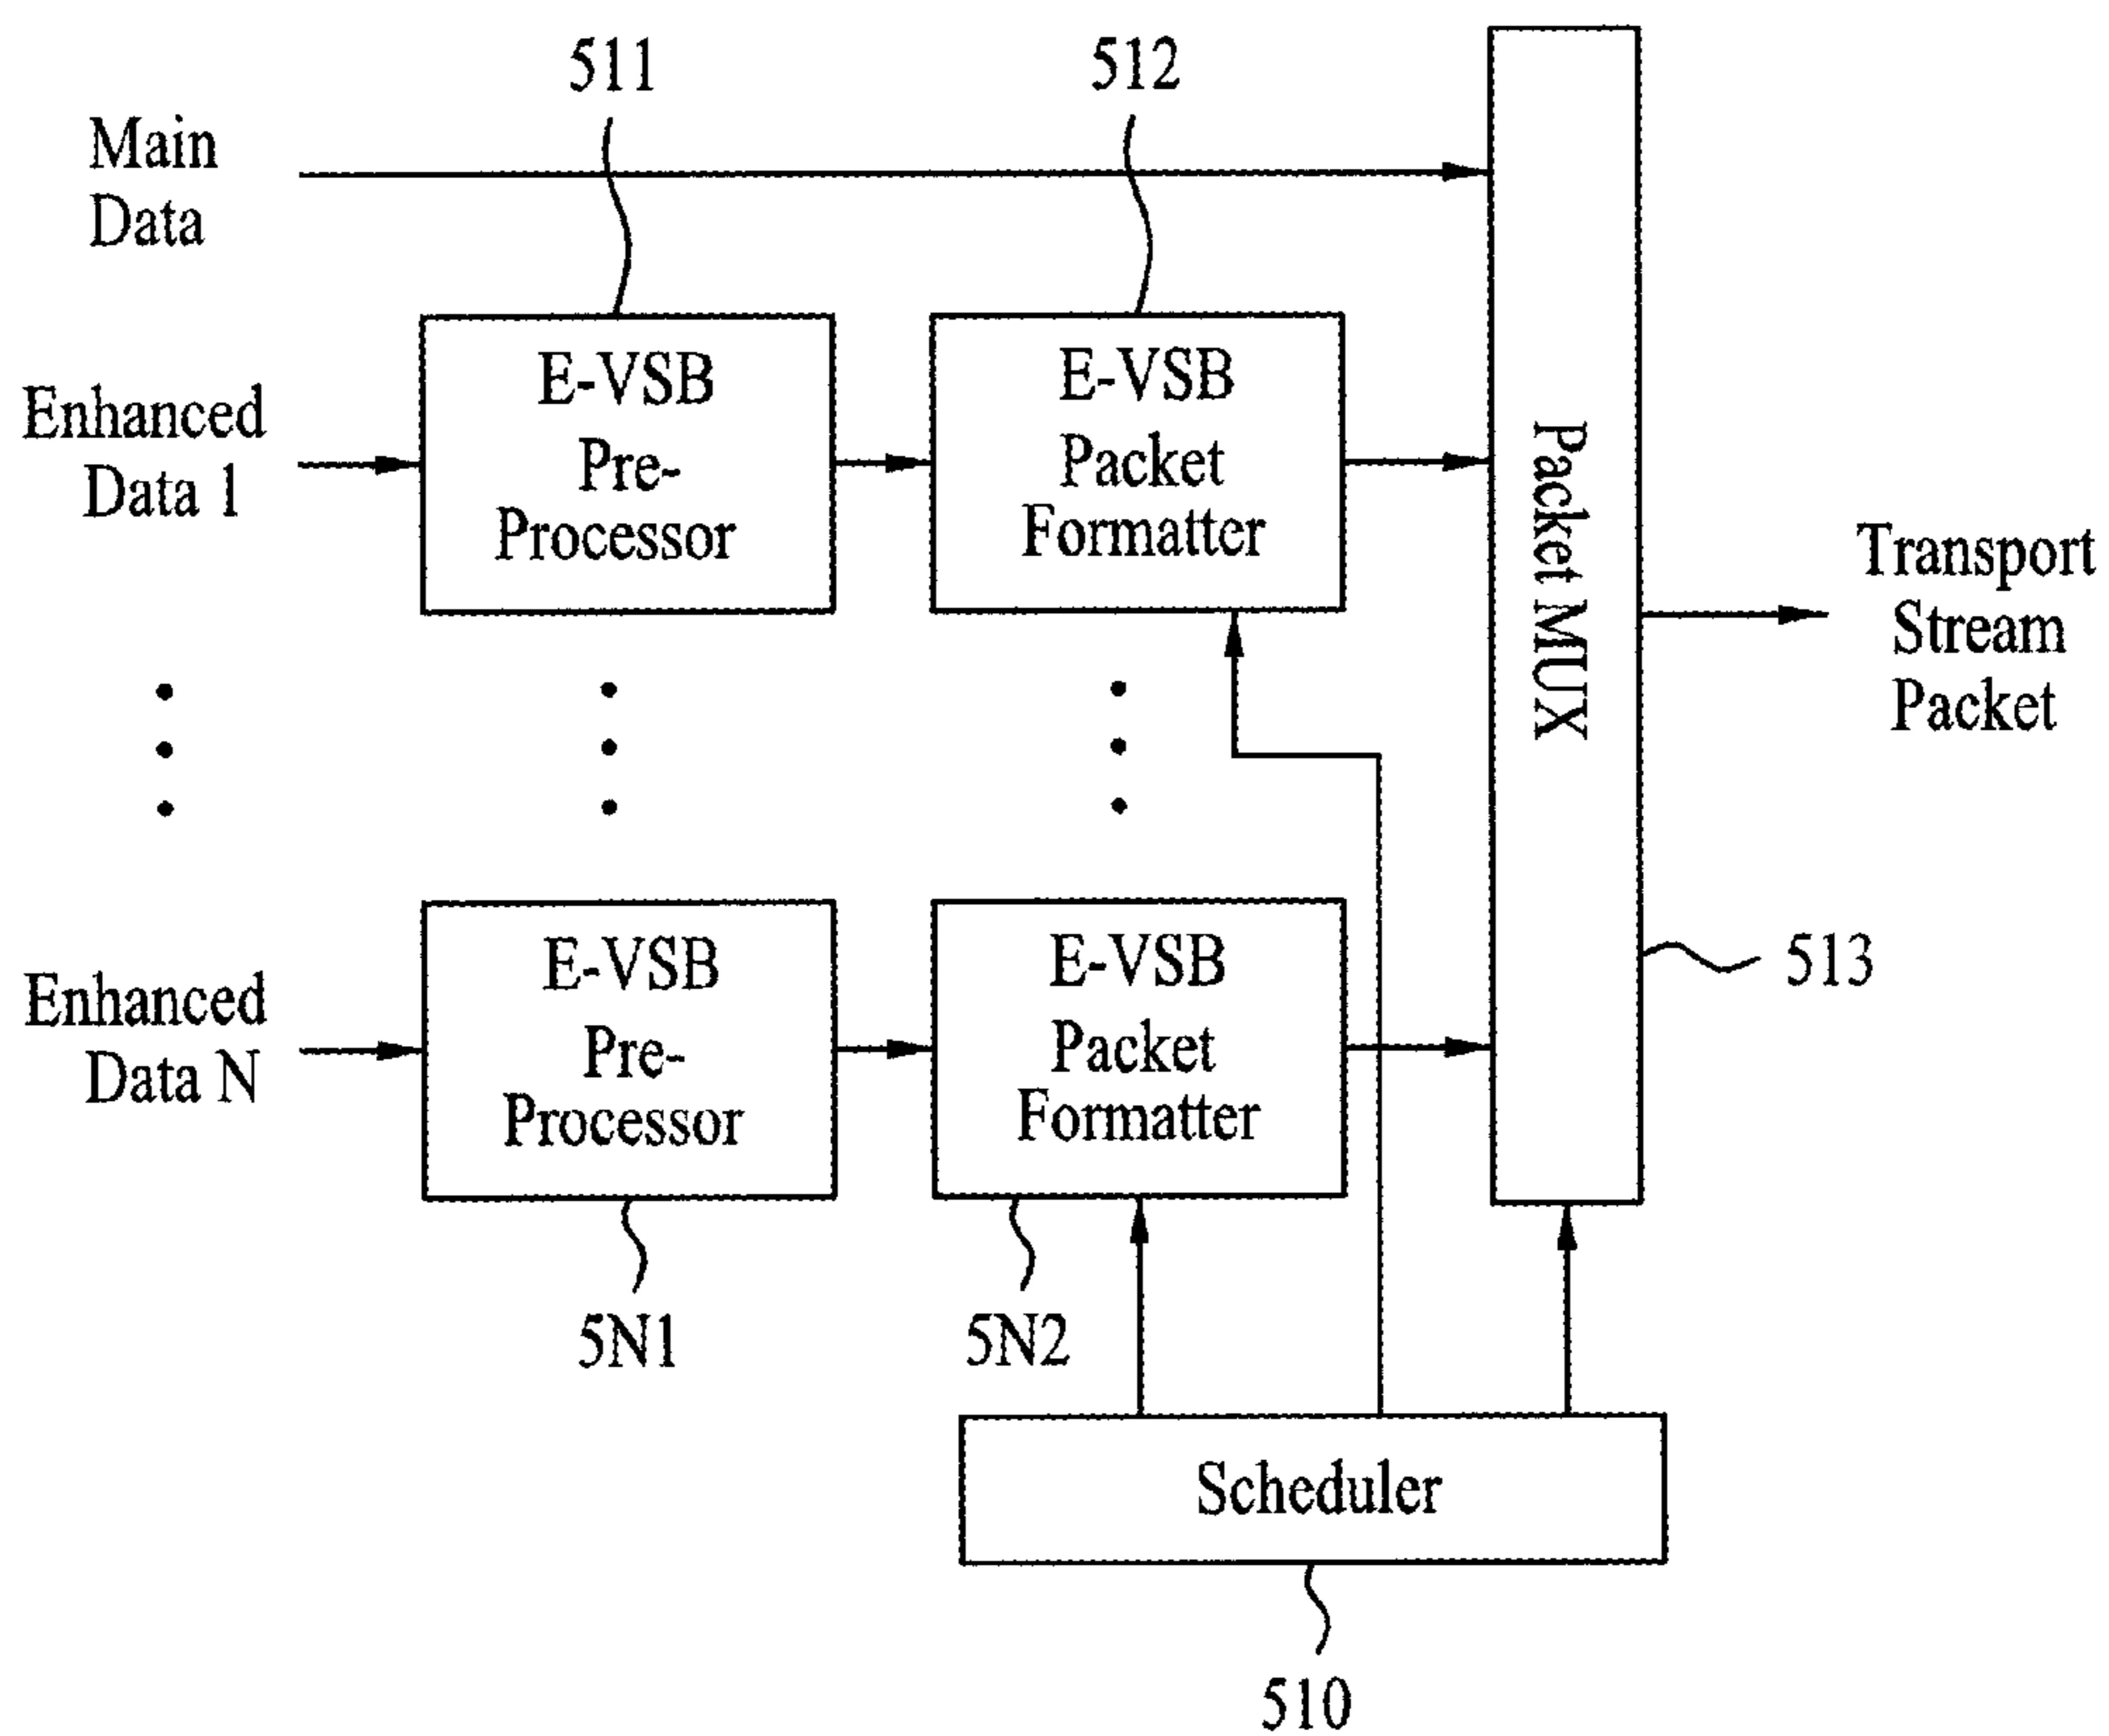 511
512
Main
Data
E-VSB
Pre-
Processor
E-VSB
Packet
Formatter
Enhanced
Data 1
Packet MUX
Transport
Stream
Packet
E-VSB
Pre-
Processor
E-VSB
Packet
Formatter
Enhanced
Data N
513
5N1
5N2
Scheduler
510